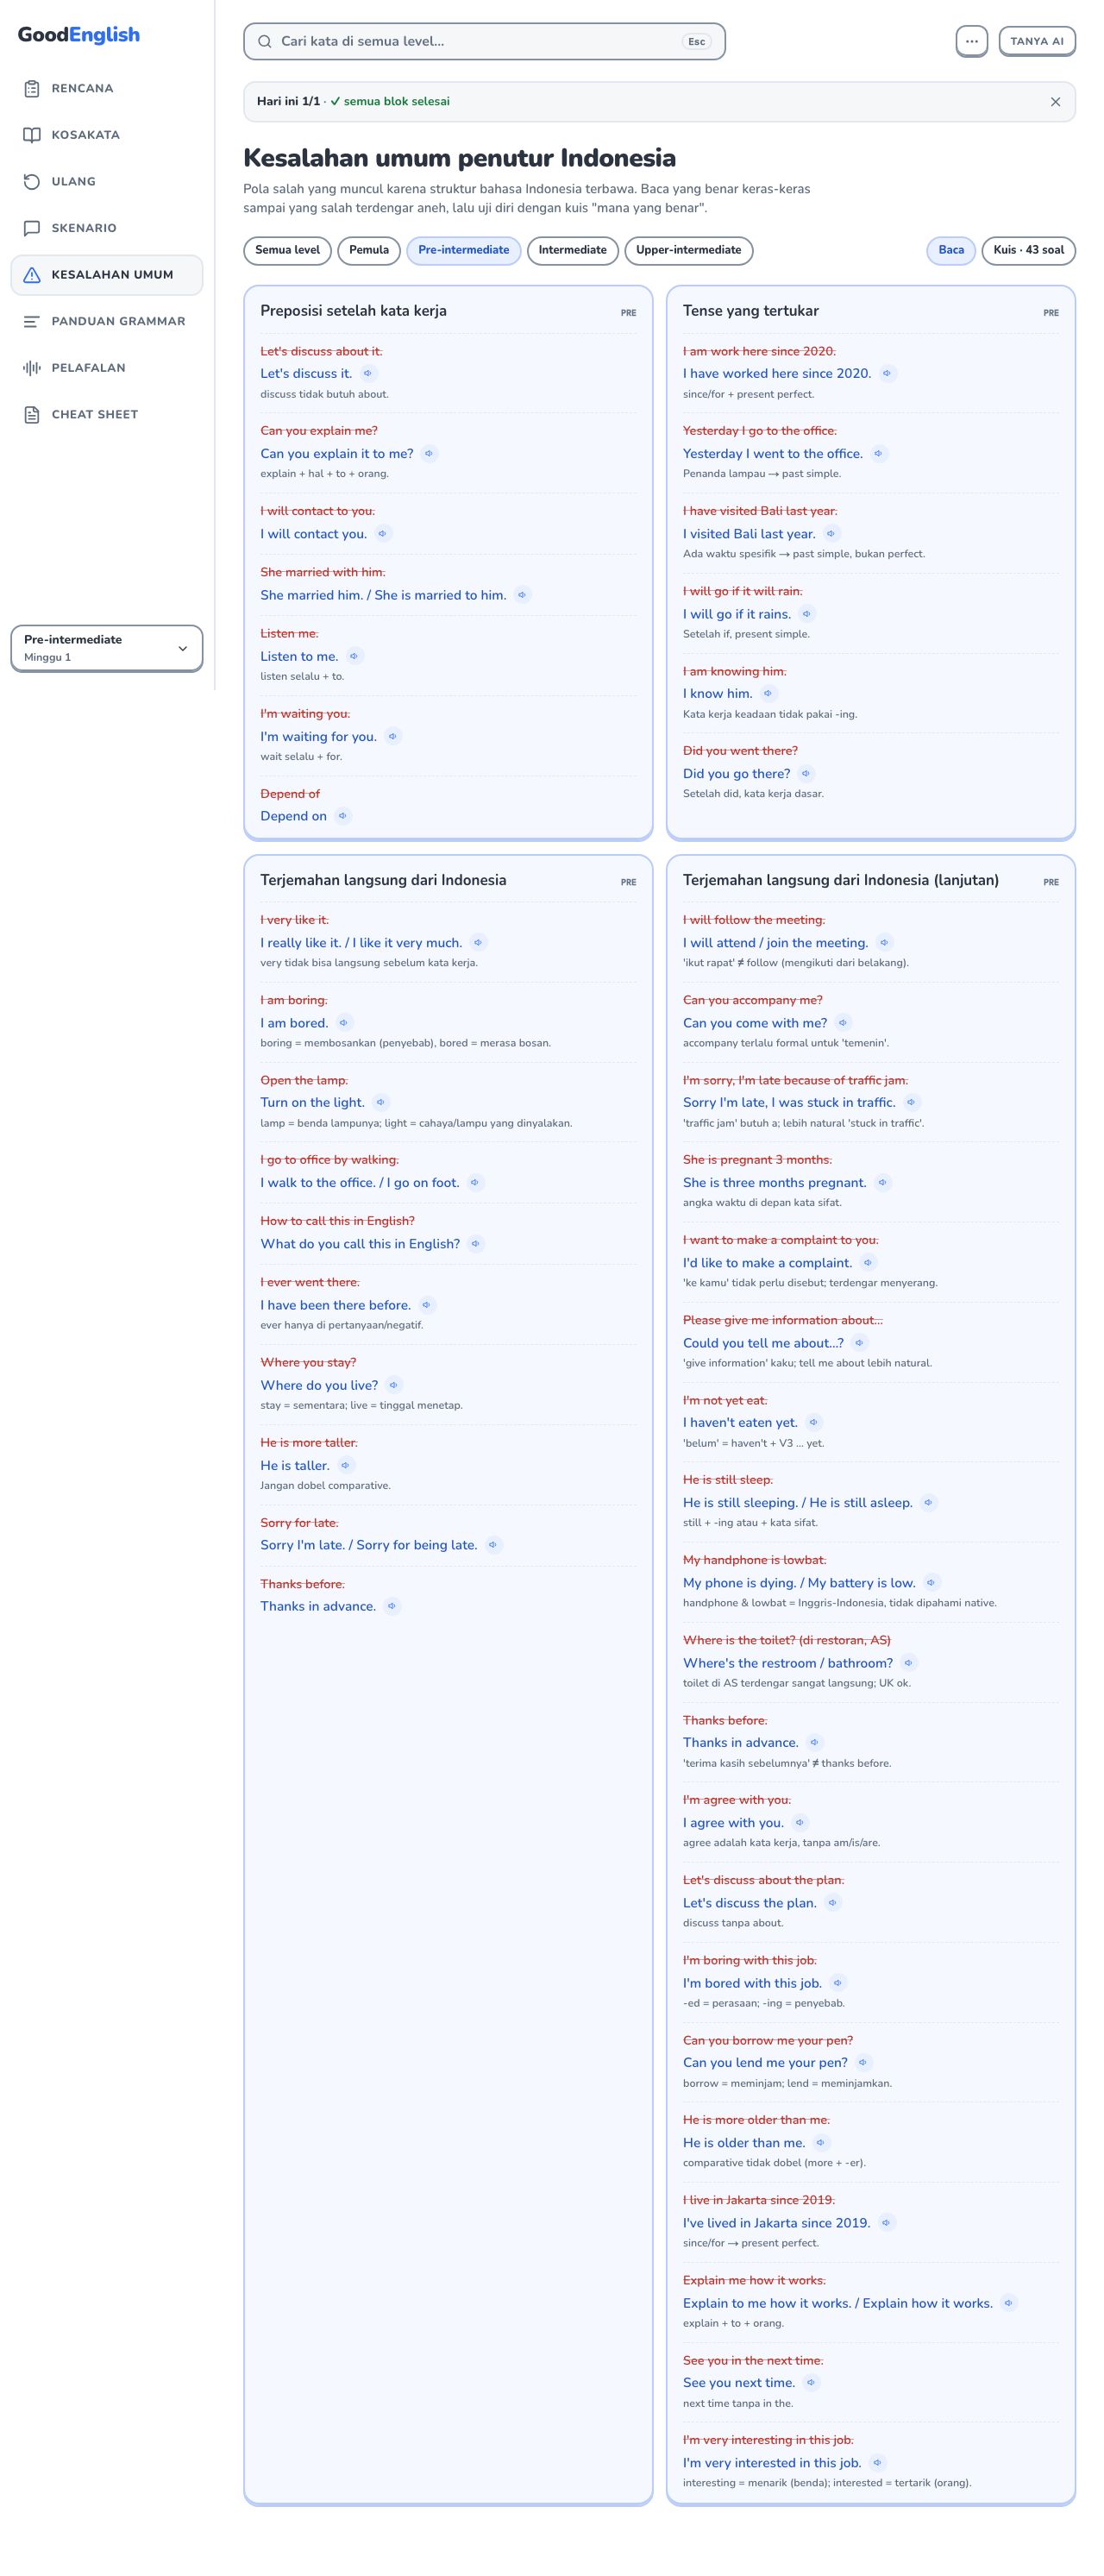 GoodEnglish
RENCANA
KOSAKATA
ULANG
SKENARIO
KESALAHAN UMUM
PANDUAN GRAMMAR
PELAFALAN
CHEAT SHEET
Pre-intermediate
Minggu 1
Cari kata di semua level...
Esc
TANYA AI
Hari ini 1/1 · ✓ semua blok selesai
Kesalahan umum penutur Indonesia
Pola salah yang muncul karena struktur bahasa Indonesia terbawa. Baca yang benar keras-keras
sampai yang salah terdengar aneh, lalu uji diri dengan kuis "mana yang benar".
Semua level
Pemula
Pre-intermediate
Intermediate
Upper-intermediate
Baca
Kuis · 43 soal
Preposisi setelah kata kerja
PRE
Let's discuss about it.
Let's discuss it.
discuss tidak butuh about.
Can you explain me?
Can you explain it to me?
explain + hal + to + orang.
I will contact to you.
I will contact you.
She married with him.
She married him. / She is married to him.
Listen me.
Listen to me.
listen selalu + to.
I'm waiting you.
I'm waiting for you.
wait selalu + for.
Depend of
Depend on
Tense yang tertukar
PRE
I am work here since 2020.
I have worked here since 2020.
since/for + present perfect.
Yesterday I go to the office.
Yesterday I went to the office.
Penanda lampau → past simple.
I have visited Bali last year.
I visited Bali last year.
Ada waktu spesifik → past simple, bukan perfect.
I will go if it will rain.
I will go if it rains.
Setelah if, present simple.
I am knowing him.
I know him.
Kata kerja keadaan tidak pakai -ing.
Did you went there?
Did you go there?
Setelah did, kata kerja dasar.
Terjemahan langsung dari Indonesia
PRE
I very like it.
I really like it. / I like it very much.
very tidak bisa langsung sebelum kata kerja.
I am boring.
I am bored.
boring = membosankan (penyebab), bored = merasa bosan.
Open the lamp.
Turn on the light.
lamp = benda lampunya; light = cahaya/lampu yang dinyalakan.
I go to office by walking.
I walk to the office. / I go on foot.
How to call this in English?
What do you call this in English?
I ever went there.
I have been there before.
ever hanya di pertanyaan/negatif.
Where you stay?
Where do you live?
stay = sementara; live = tinggal menetap.
He is more taller.
He is taller.
Jangan dobel comparative.
Sorry for late.
Sorry I'm late. / Sorry for being late.
Thanks before.
Thanks in advance.
Terjemahan langsung dari Indonesia (lanjutan)
PRE
I will follow the meeting.
I will attend / join the meeting.
'ikut rapat' ≠ follow (mengikuti dari belakang).
Can you accompany me?
Can you come with me?
accompany terlalu formal untuk 'temenin'.
I'm sorry, I'm late because of traffic jam.
Sorry I'm late, I was stuck in traffic.
'traffic jam' butuh a; lebih natural 'stuck in traffic'.
She is pregnant 3 months.
She is three months pregnant.
angka waktu di depan kata sifat.
I want to make a complaint to you.
I'd like to make a complaint.
'ke kamu' tidak perlu disebut; terdengar menyerang.
Please give me information about...
Could you tell me about...?
'give information' kaku; tell me about lebih natural.
I'm not yet eat.
I haven't eaten yet.
'belum' = haven't + V3 ... yet.
He is still sleep.
He is still sleeping. / He is still asleep.
still + -ing atau + kata sifat.
My handphone is lowbat.
My phone is dying. / My battery is low.
handphone & lowbat = Inggris-Indonesia, tidak dipahami native.
Where is the toilet? (di restoran, AS)
Where's the restroom / bathroom?
toilet di AS terdengar sangat langsung; UK ok.
Thanks before.
Thanks in advance.
'terima kasih sebelumnya' ≠ thanks before.
I'm agree with you.
I agree with you.
agree adalah kata kerja, tanpa am/is/are.
Let's discuss about the plan.
Let's discuss the plan.
discuss tanpa about.
I'm boring with this job.
I'm bored with this job.
-ed = perasaan; -ing = penyebab.
Can you borrow me your pen?
Can you lend me your pen?
borrow = meminjam; lend = meminjamkan.
He is more older than me.
He is older than me.
comparative tidak dobel (more + -er).
I live in Jakarta since 2019.
I've lived in Jakarta since 2019.
since/for → present perfect.
Explain me how it works.
Explain to me how it works. / Explain how it works.
explain + to + orang.
See you in the next time.
See you next time.
next time tanpa in the.
I'm very interesting in this job.
I'm very interested in this job.
interesting = menarik (benda); interested = tertarik (orang).